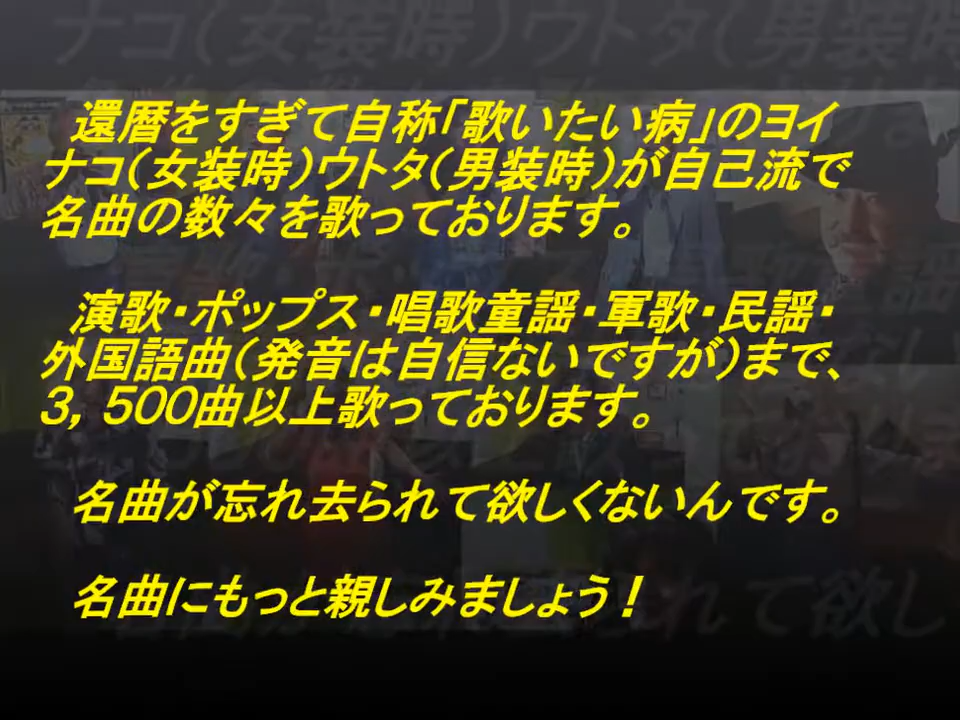 還暦をすぎて自称｢歌いたい病｣のヨイ
ナコ（女装時）ウトタ（男装時）が自己流で
名曲の数々を歌っております。
演歌・ポップス・唱歌童謡・軍歌・民謡・
外国語曲（発音は自信ないですが）まで、
３，５００曲以上歌っております。
名曲が忘れ去られて欲しくないんです。
名曲にもっと親しみましょう！